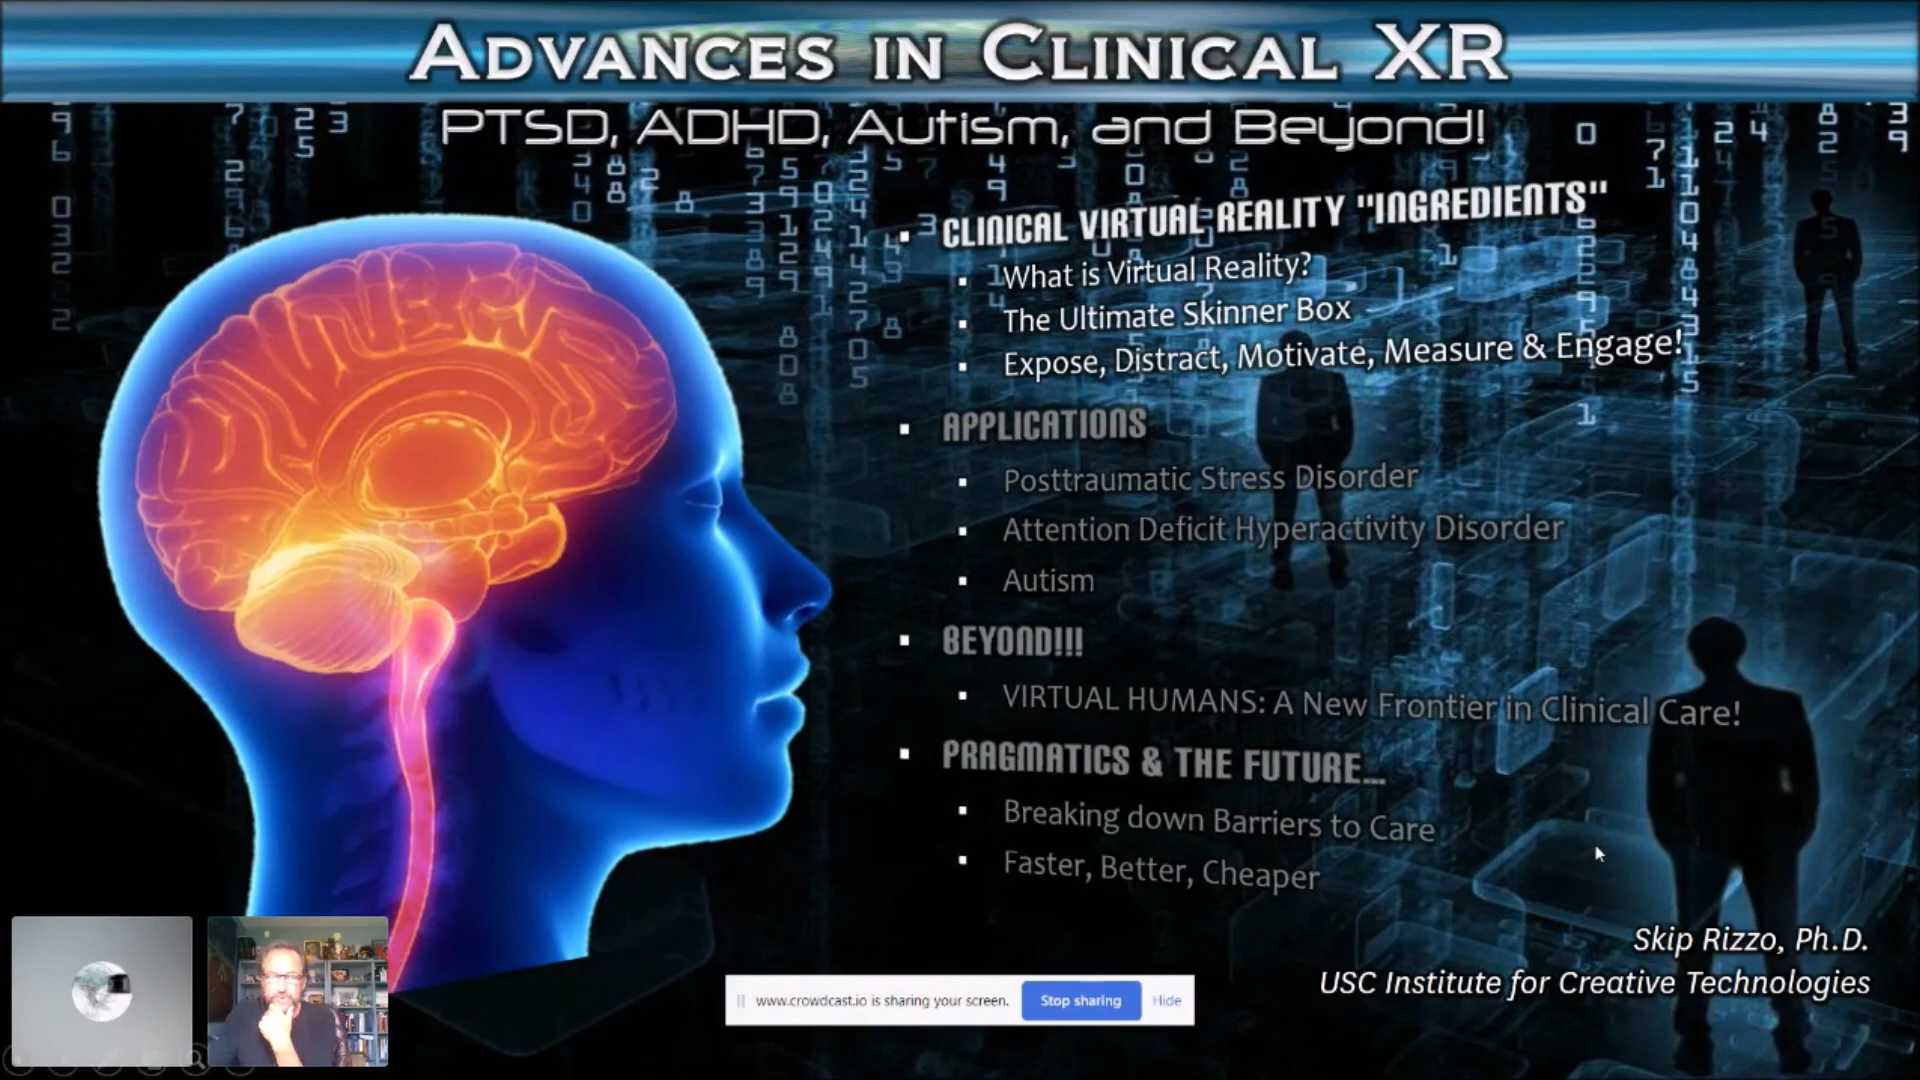 ADVANCES IN CLINICAL XR
PTSD, ADHD, Autism, and Beyond!
▪ CLINICAL VIRTUAL REALITY "INGREDIENTS"
▪ What is Virtual Reality?
▪ The Ultimate Skinner Box
▪ Expose, Distract, Motivate, Measure & Engage!
▪ APPLICATIONS
▪ Posttraumatic Stress Disorder
▪ Attention Deficit Hyperactivity Disorder
▪ Autism
▪ BEYOND!!!
▪ VIRTUAL HUMANS: A New Frontier in Clinical Care!
▪ PRAGMATICS & THE FUTURE...
▪ Breaking down Barriers to Care
▪ Faster, Better, Cheaper
Skip Rizzo, Ph.D.
USC Institute for Creative Technologies
www.crowdcast.io is sharing your screen. Stop sharing Hide